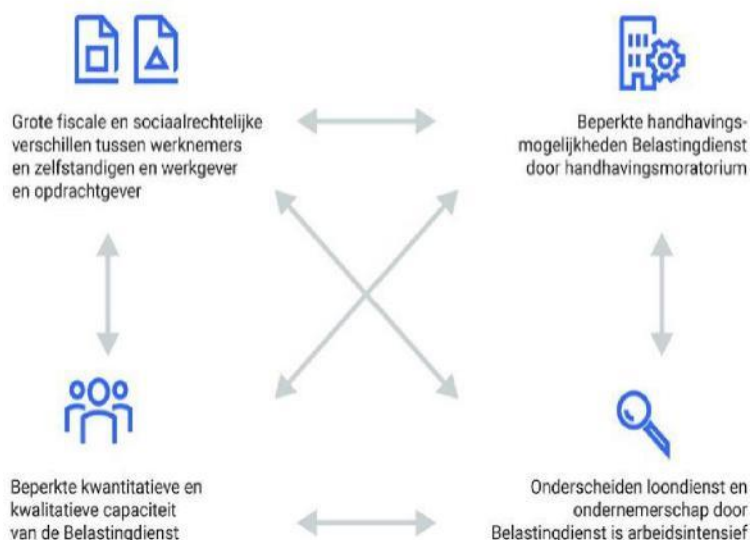 Grote fiscale en sociaalrechtelijke
verschillen tussen werknemers
en zelfstandigen en werkgever
en opdrachtgever
Beperkte handhavings-
mogelijkheden Belastingdienst
door handhavingsmoratorium
Beperkte kwantitatieve en
kwalitatieve capaciteit
van de Belastingdienst
Onderscheiden loondienst en
ondernemerschap door
Belastingdienst is arbeidsintensief